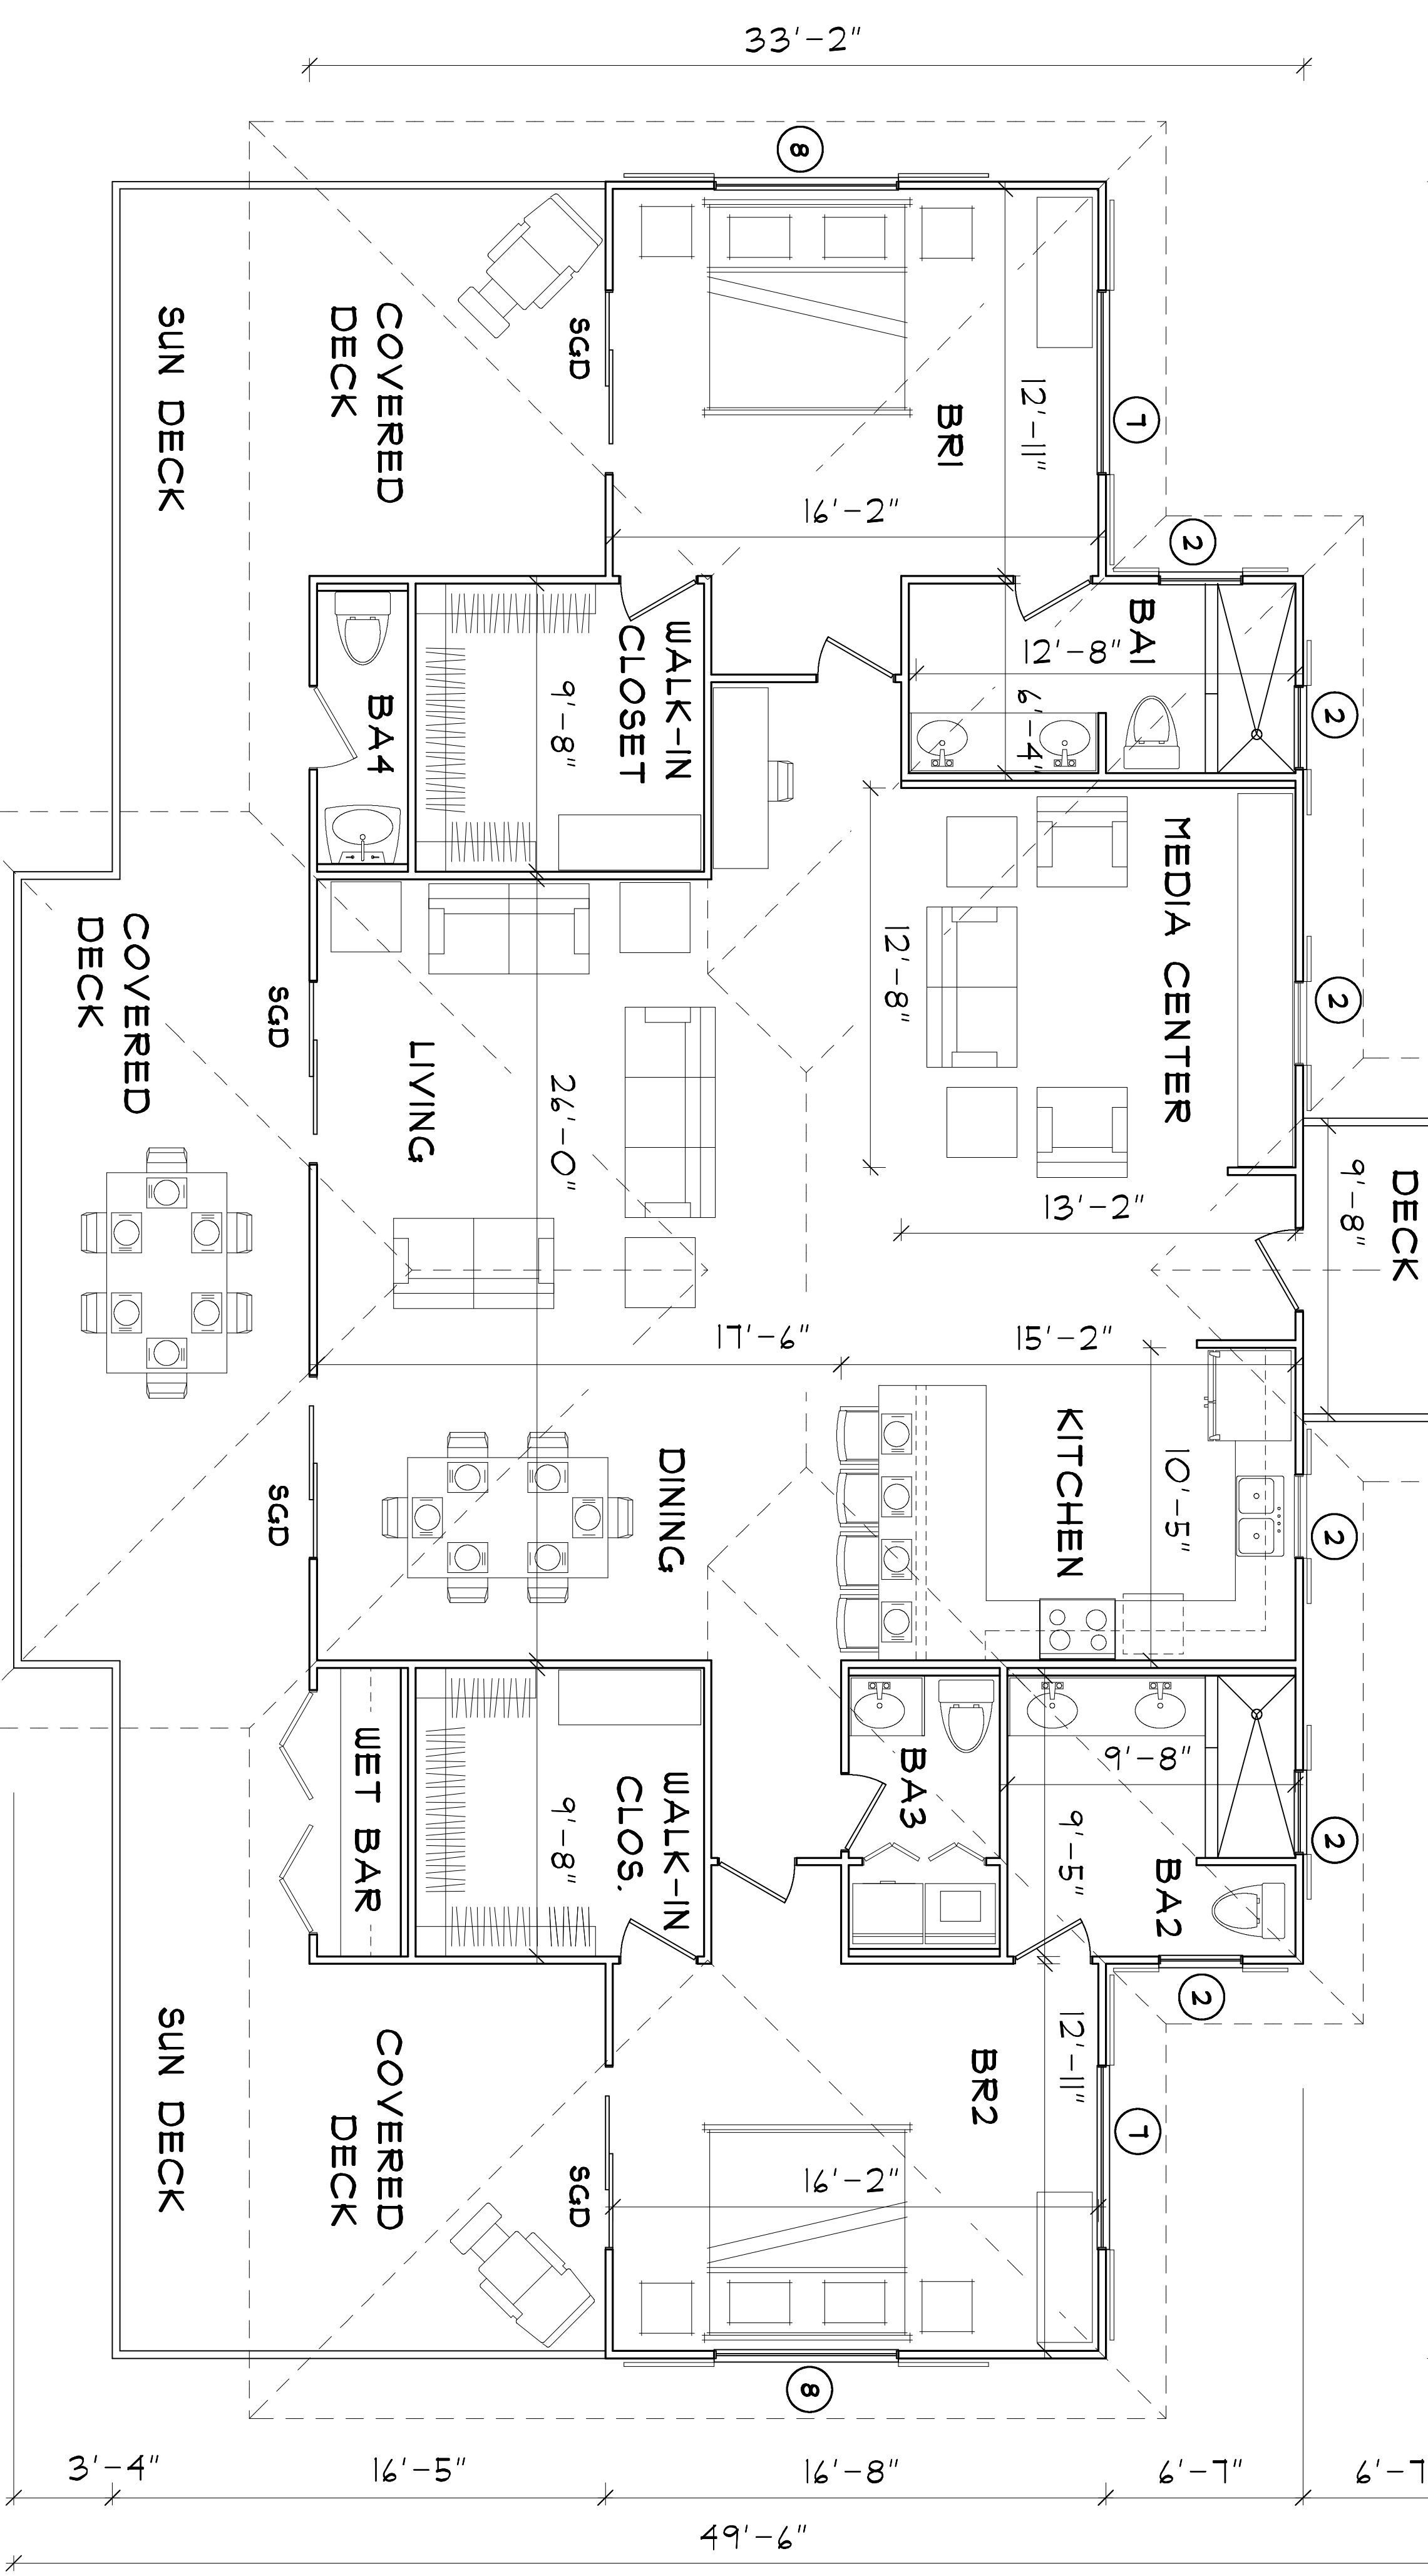 33'-2"
8
SUN DECK
COVERED
DECK
SGD
BR1
12'-11"
7
16'-2"
2
BA4
WALK-IN
CLOSET
9'-8"
BA1
12'-8"
6'-4"
2
COVERED
DECK
SGD
LIVING
26'-0"
12'-8"
MEDIA CENTER
2
13'-2"
9'-8"
DECK
17'-6"
15'-2"
SGD
DINING
KITCHEN
10'-5"
2
WET BAR
WALK-IN
CLOS.
9'-8"
BA3
9'-8"
9'-5"
BA2
2
2
SUN DECK
COVERED
DECK
SGD
BR2
12'-11"
7
16'-2"
8
3'-4"
16'-5"
16'-8"
6'-7"
6'-7
49'-6"